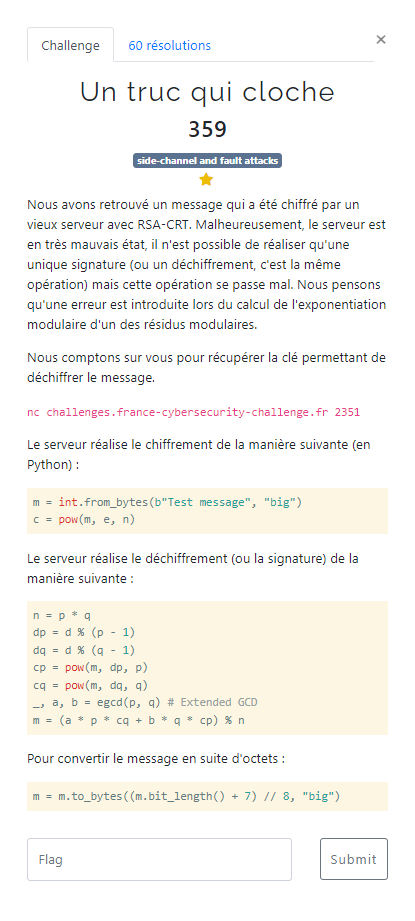 Challenge
60 résolutions
×
Un truc qui cloche
359
side-channel and fault attacks
Nous avons retrouvé un message qui a été chiffré par un
vieux serveur avec RSA-CRT. Malheureusement, le serveur est
en très mauvais état, il n'est possible de réaliser qu'une
unique signature (ou un déchiffrement, c'est la même
opération) mais cette opération se passe mal. Nous pensons
qu'une erreur est introduite lors du calcul de l'exponentiation
modulaire d'un des résidus modulaires.
Nous comptons sur vous pour récupérer la clé permettant de
déchiffrer le message.
nc challenges.france-cybersecurity-challenge.fr 2351
Le serveur réalise le chiffrement de la manière suivante (en
Python) :
m = int.from_bytes(b"Test message", "big")
c = pow(m, e, n)
Le serveur réalise le déchiffrement (ou la signature) de la
manière suivante :
n = p * q
dp = d % (p - 1)
dq = d % (q - 1)
cp = pow(m, dp, p)
cq = pow(m, dq, q)
_, a, b = egcd(p, q) # Extended GCD
m = (a * p * cq + b * q * cp) % n
Pour convertir le message en suite d'octets :
m = m.to_bytes((m.bit_length() + 7) // 8, "big")
Flag
Submit